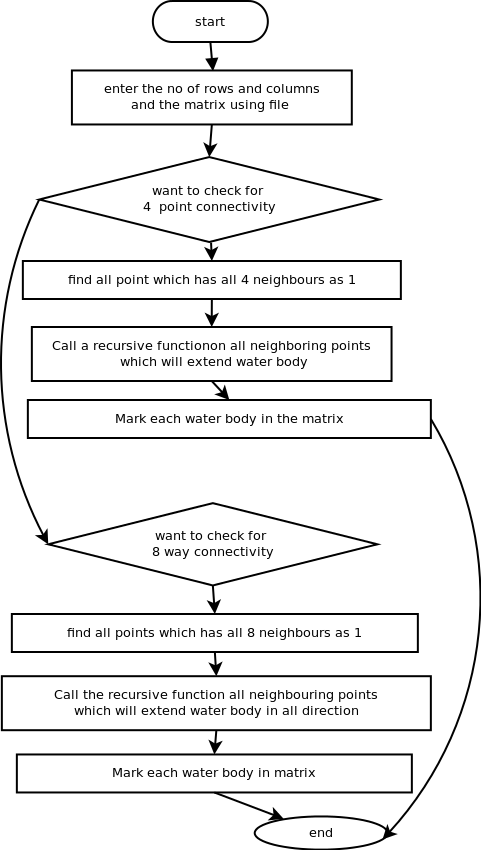 start
enter the no of rows and columns
and the matrix using file
want to check for
4 point connectivity
find all point which has all 4 neighbours as 1
Call a recursive functionon all neighboring points
which will extend water body
Mark each water body in the matrix
want to check for
8 way connectivity
find all points which has all 8 neighbours as 1
Call the recursive function all neighbouring points
which will extend water body in all direction
Mark each water body in matrix
end